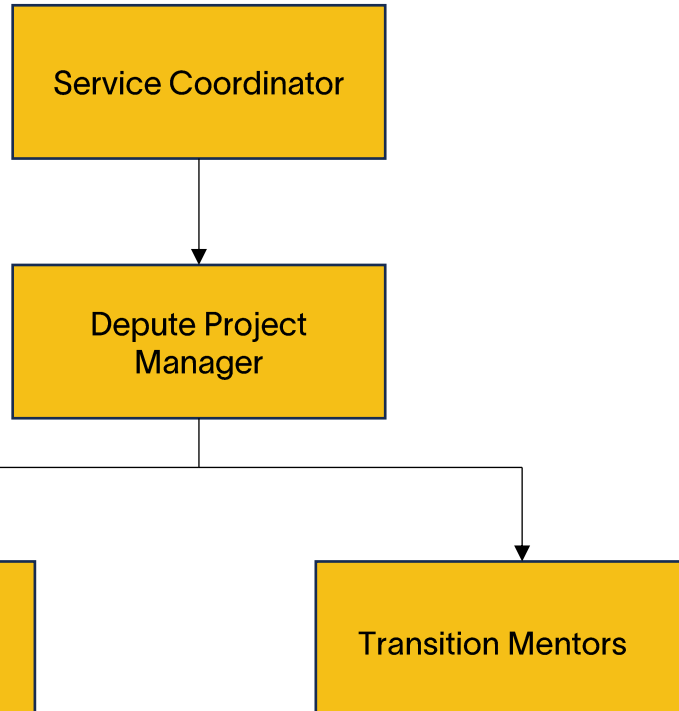 Service Coordinator
Depute Project
Manager
Transition Mentors